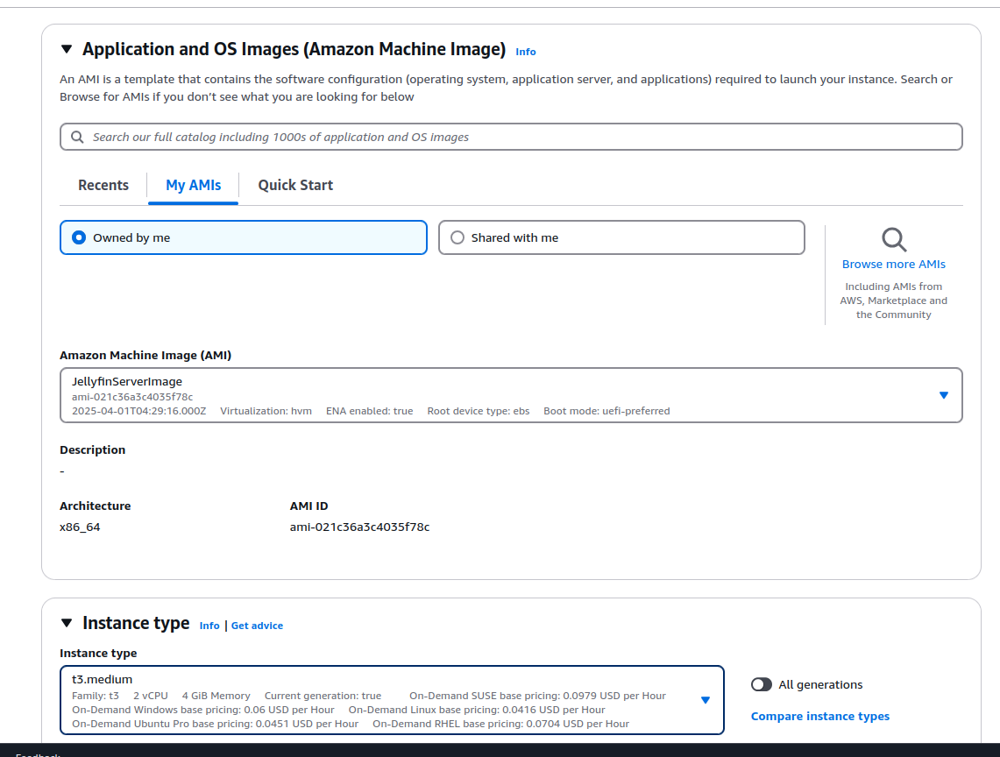 Application and OS Images (Amazon Machine Image) Info
An AMI is a template that contains the software configuration (operating system, application server, and applications) required to launch your instance. Search or
Browse for AMIs if you don't see what you are looking for below
Search our full catalog including 1000s of application and OS images
Recents My AMIs Quick Start
Owned by me Shared with me
Browse more AMIs
Including AMIs from
AWS, Marketplace and
the Community
Amazon Machine Image (AMI)
JellyfinServerImage
ami-021c36a3c4035f78c
2025-04-01T04:29:16.000Z Virtualization: hvm ENA enabled: true Root device type: ebs Boot mode: uefi-preferred
Description
-
Architecture AMI ID
x86_64 ami-021c36a3c4035f78c
Instance type Info | Get advice
Instance type
t3.medium
Family: t3 2 vCPU 4 GiB Memory Current generation: true On-Demand SUSE base pricing: 0.0979 USD per Hour
On-Demand Windows base pricing: 0.06 USD per Hour On-Demand Linux base pricing: 0.0416 USD per Hour
On-Demand Ubuntu Pro base pricing: 0.0451 USD per Hour On-Demand RHEL base pricing: 0.0704 USD per Hour
All generations
Compare instance types
Feedback